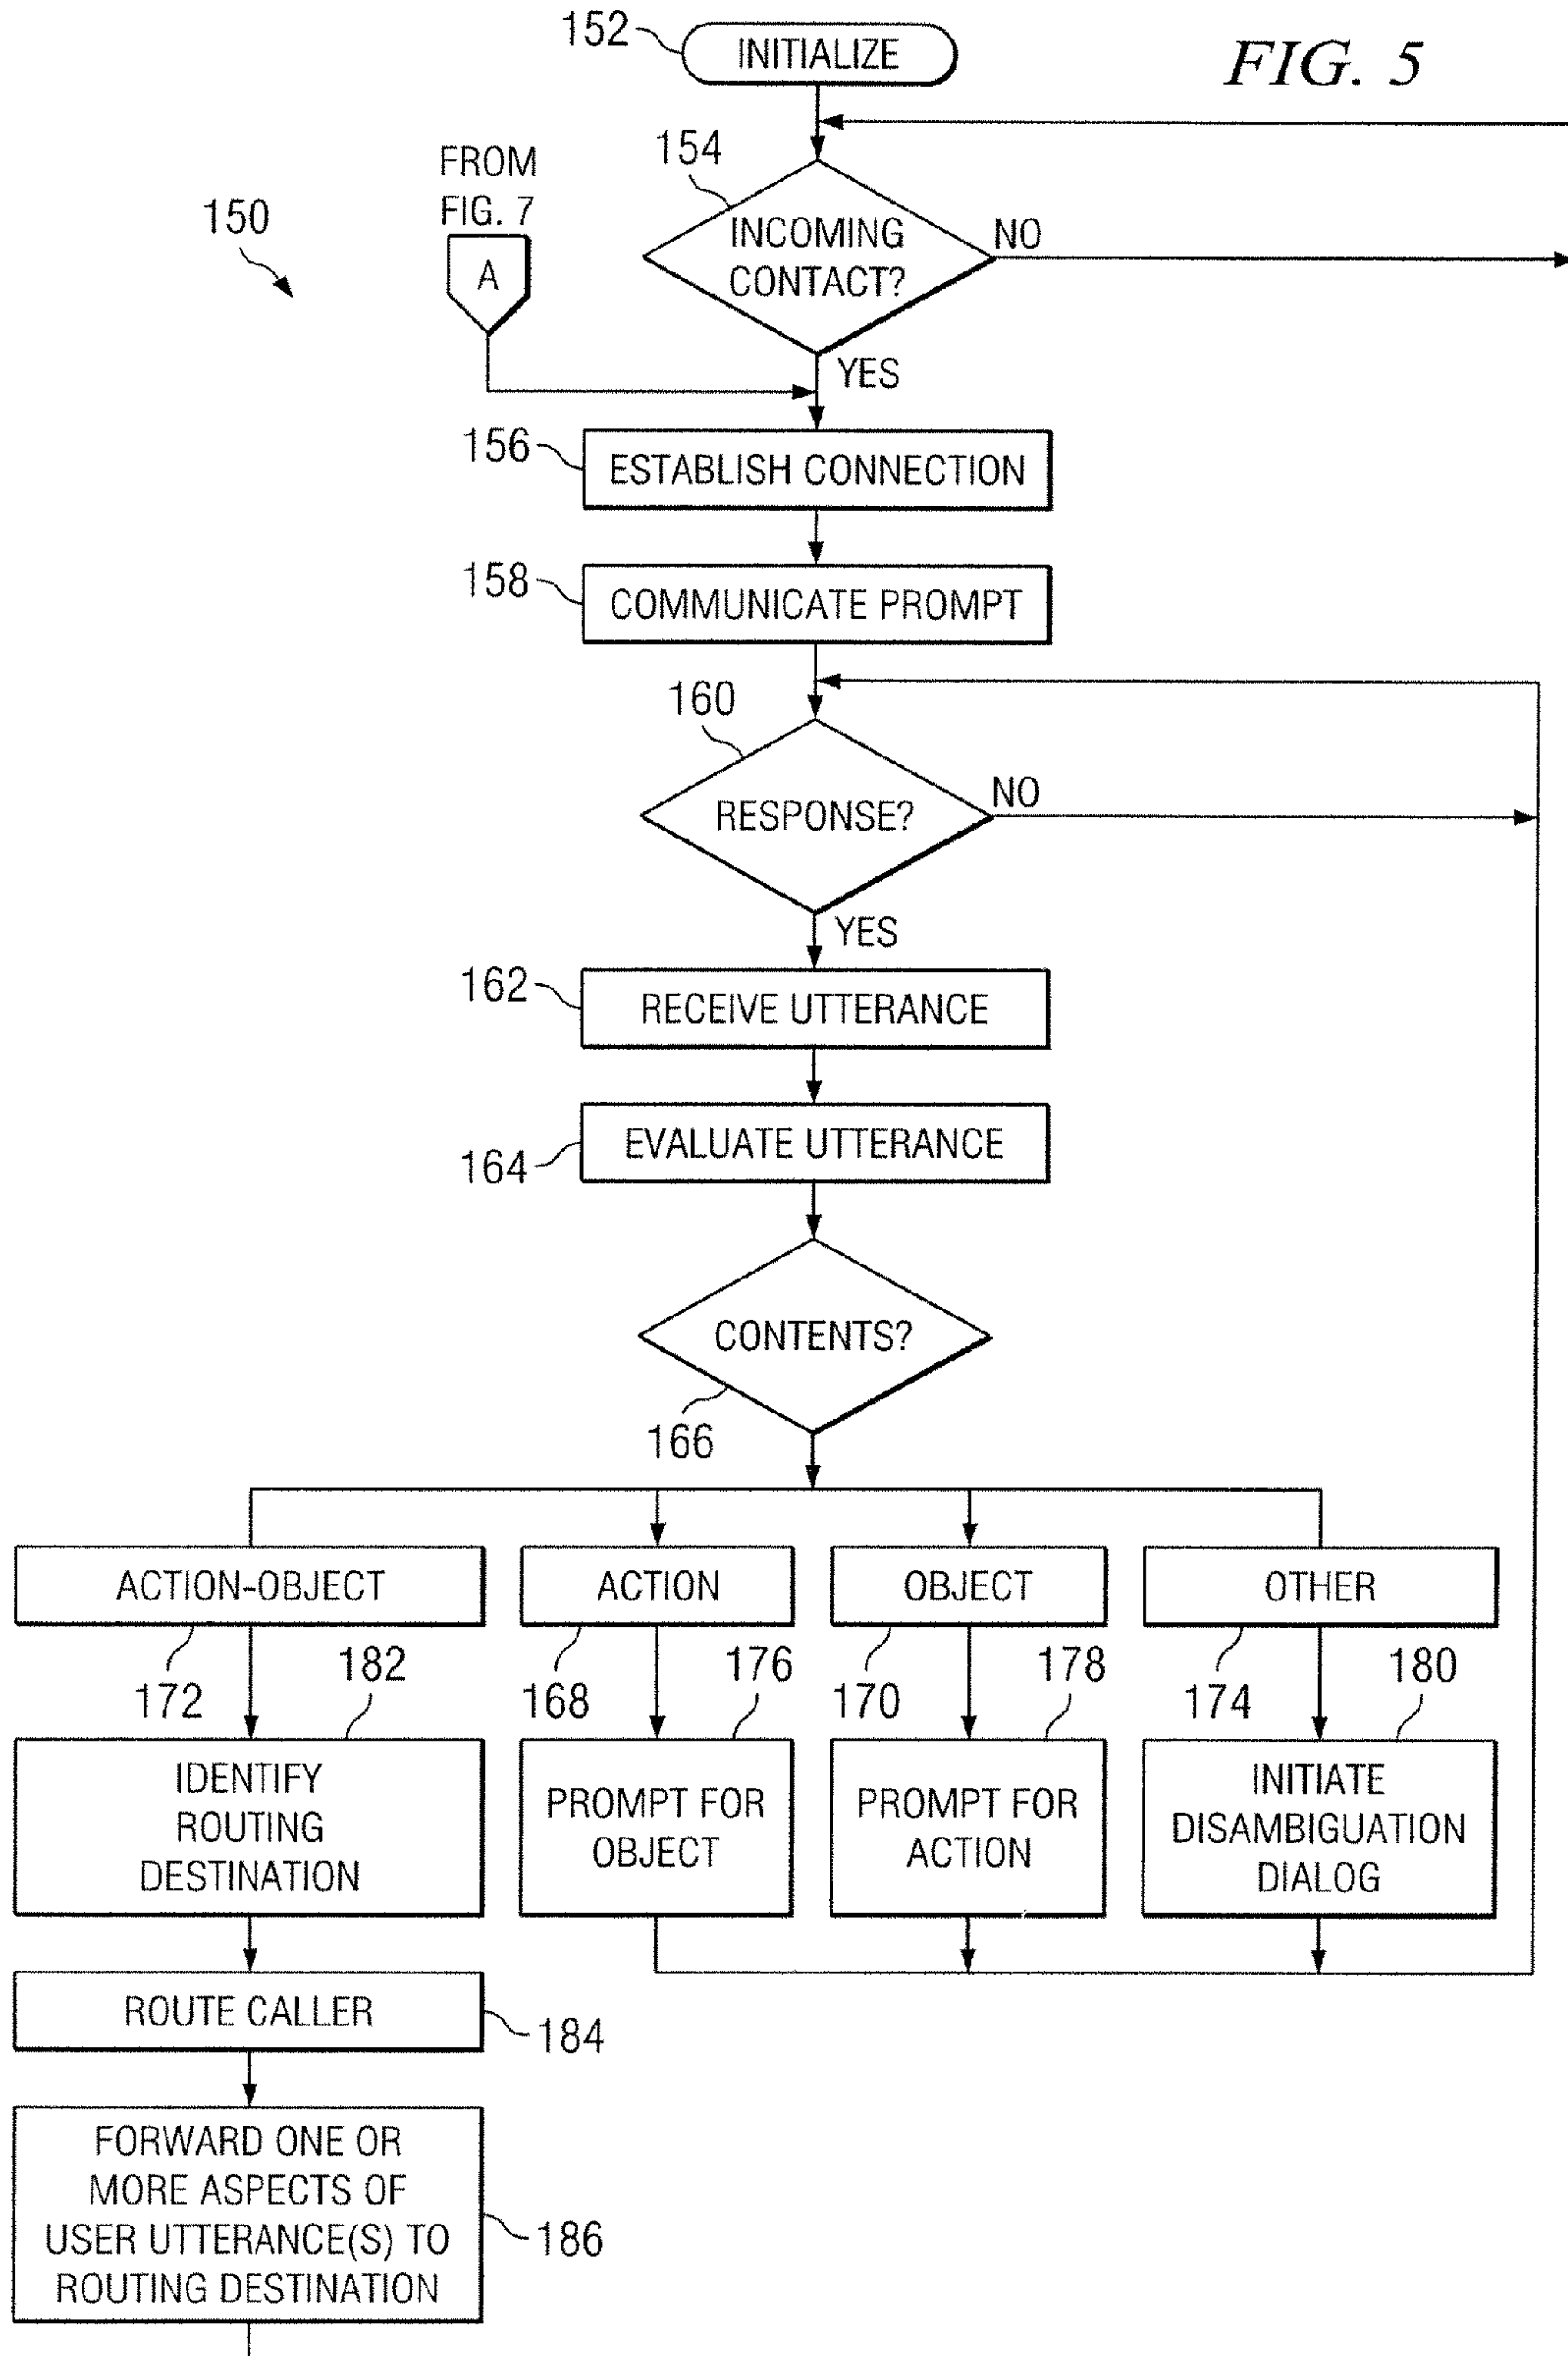 152
INITIALIZE
FIG. 5
154
FROM
FIG. 7
A
150
INCOMING
CONTACT?
NO
YES
156
ESTABLISH CONNECTION
158
COMMUNICATE PROMPT
160
RESPONSE?
NO
YES
162
RECEIVE UTTERANCE
164
EVALUATE UTTERANCE
CONTENTS?
166
ACTION-OBJECT
ACTION
OBJECT
OTHER
172
182
168
176
170
178
174
180
IDENTIFY
ROUTING
DESTINATION
PROMPT FOR
OBJECT
PROMPT FOR
ACTION
INITIATE
DISAMBIGUATION
DIALOG
ROUTE CALLER
184
FORWARD ONE OR
MORE ASPECTS OF
USER UTTERANCE(S) TO
ROUTING DESTINATION
186